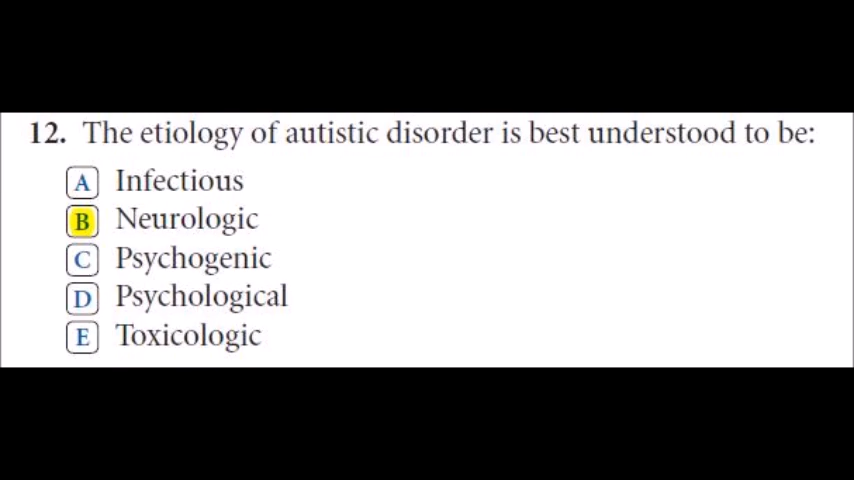 12. The etiology of autistic disorder is best understood to be:
A Infectious
B Neurologic
C Psychogenic
D Psychological
E Toxicologic